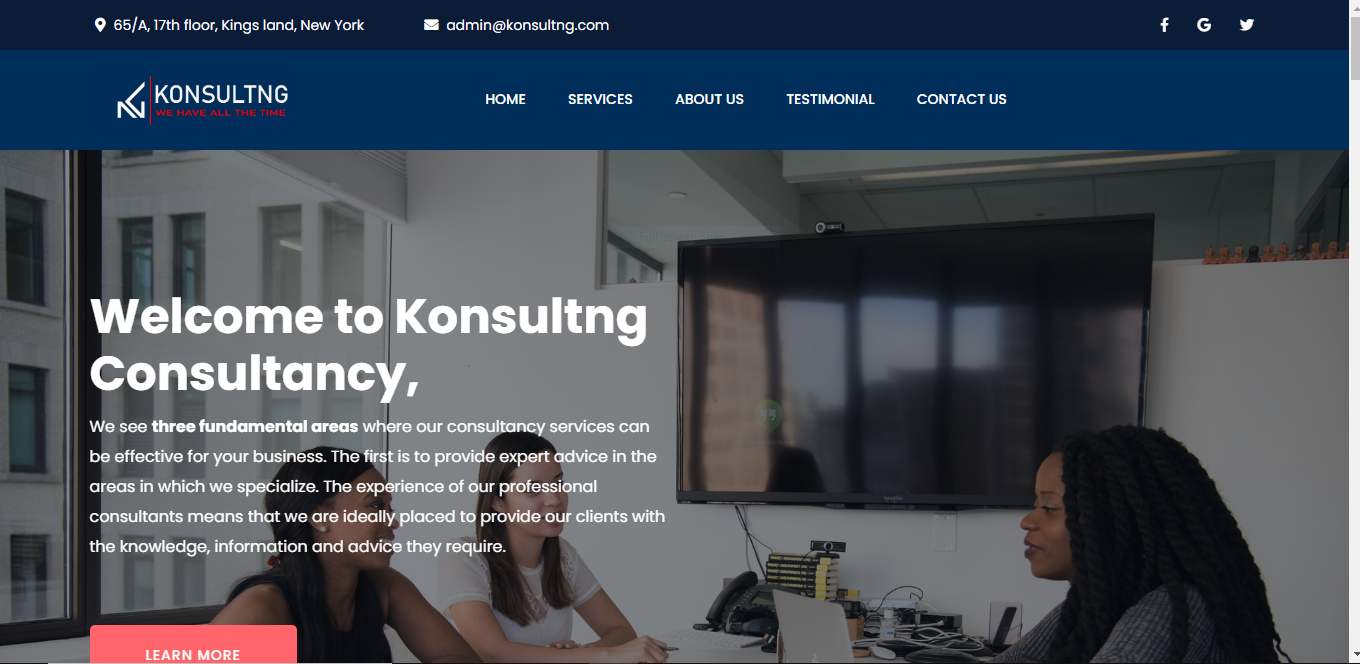 65/A, 17th floor, Kings land, New York
admin@konsultng.com
KONSULTNG
WE HAVE ALL THE TIME
HOME
SERVICES
ABOUT US
TESTIMONIAL
CONTACT US
Welcome to Konsultng
Consultancy,
We see three fundamental areas where our consultancy services can
be effective for your business. The first is to provide expert advice in the
areas in which we specialize. The experience of our professional
consultants means that we are ideally placed to provide our clients with
the knowledge, information and advice they require.
LEARN MORE